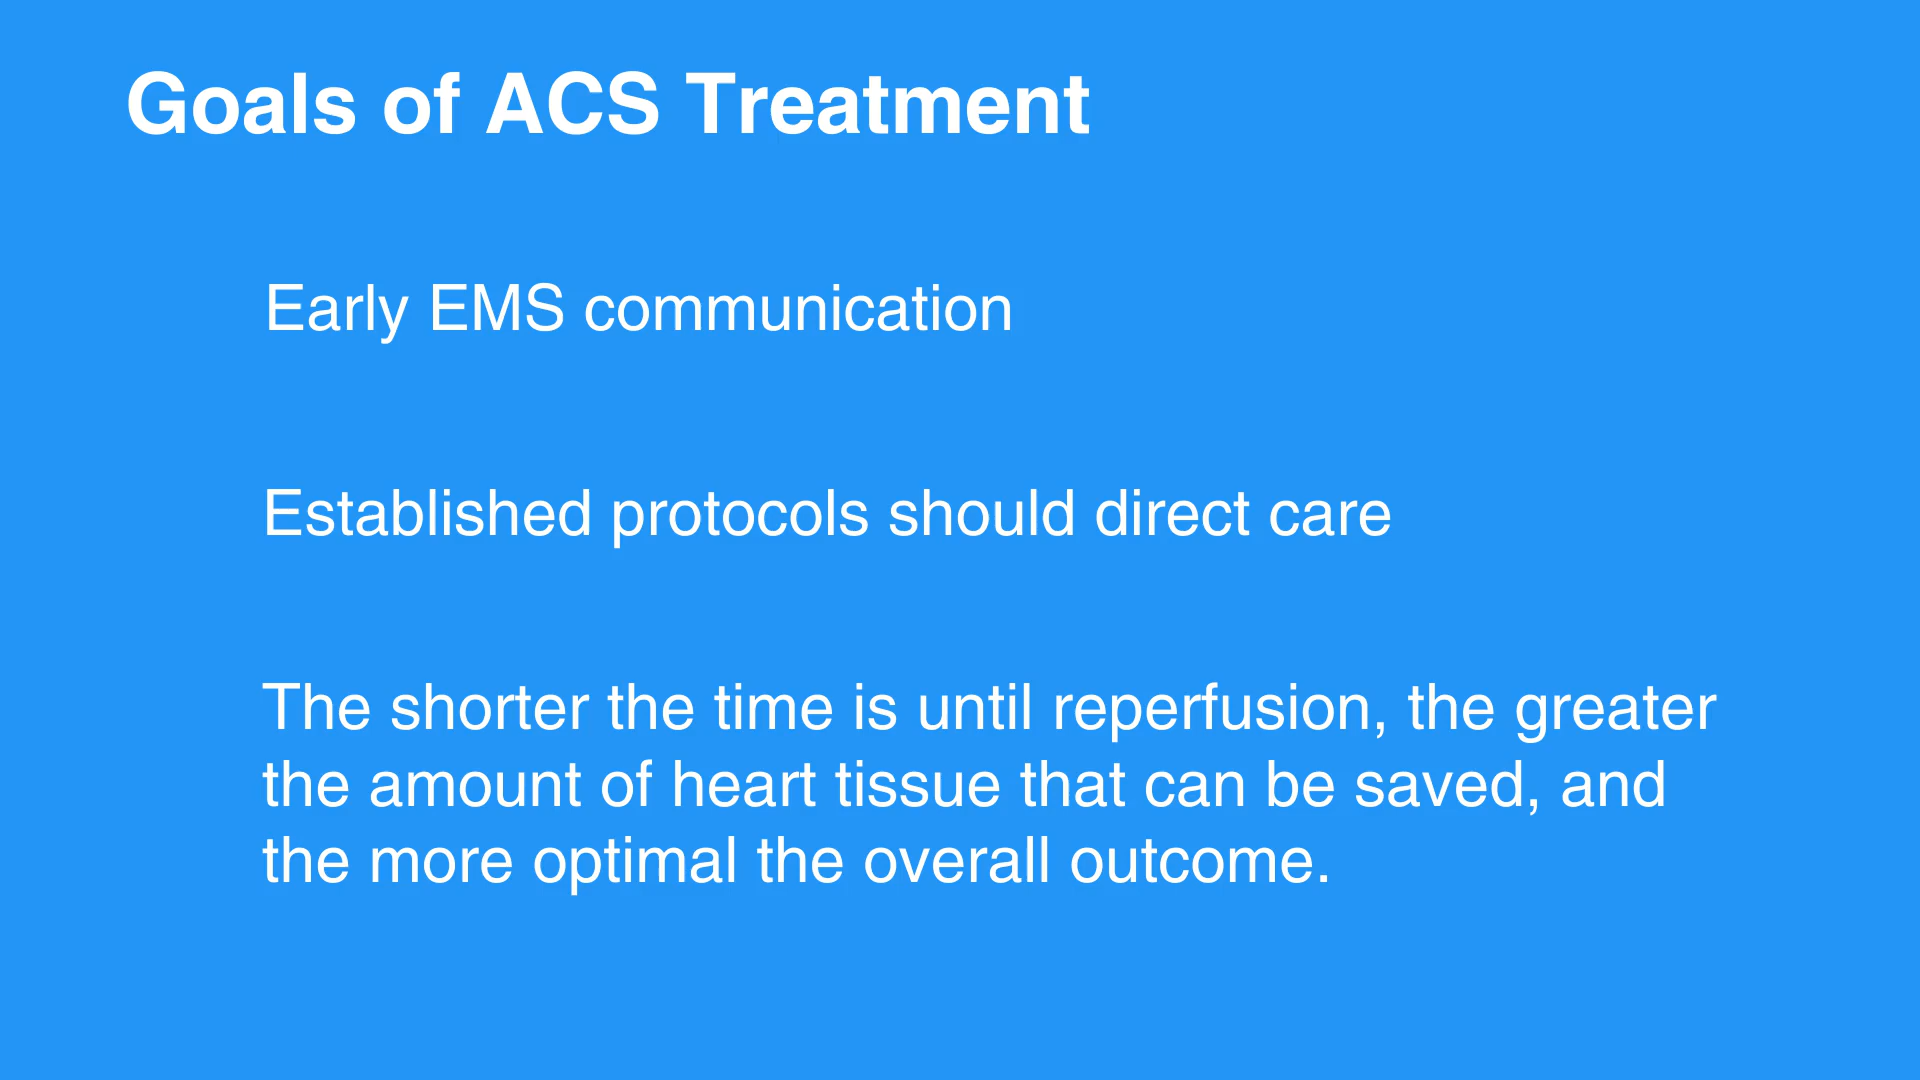 Goals of ACS Treatment
Early EMS communication
Established protocols should direct care
The shorter the time is until reperfusion, the greater
the amount of heart tissue that can be saved, and
the more optimal the overall outcome.